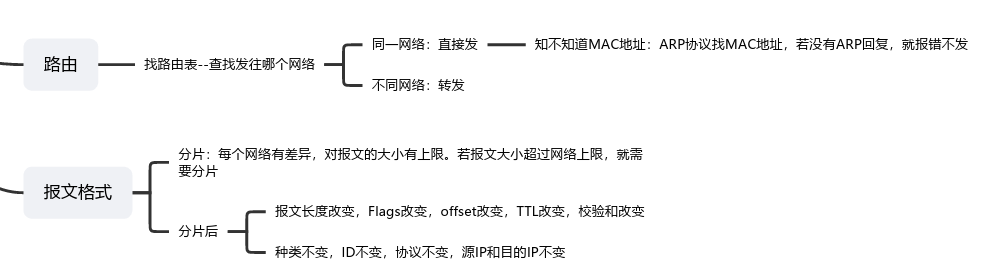 路由
找路由表--查找发往哪个网络
同一网络：直接发
知不知道MAC地址：ARP协议找MAC地址，若没有ARP回复，就报错不发
不同网络：转发
报文格式
分片：每个网络有差异，对报文的大小有上限。若报文大小超过网络上限，就需
要分片
分片后
报文长度改变，Flags改变，offset改变，TTL改变，校验和改变
种类不变，ID不变，协议不变，源IP和目的IP不变